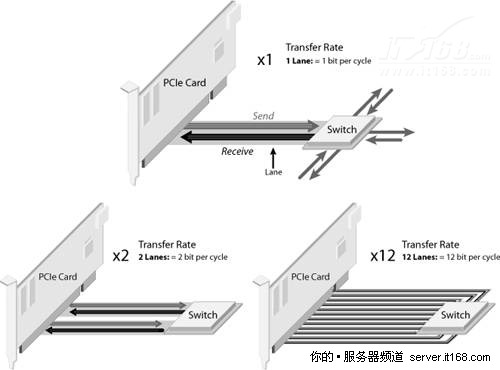 IT168.com
www.it168.com
x1
Transfer Rate
1 Lane: = 1 bit per cycle
PCIe Card
Send
Switch
Receive
Lane
x2
Transfer Rate
2 Lanes: = 2 bit per cycle
PCIe Card
Switch
x12
Transfer Rate
12 Lanes: = 12 bit per cycle
PCIe Card
Switch
你的·服务器频道 server.it168.com